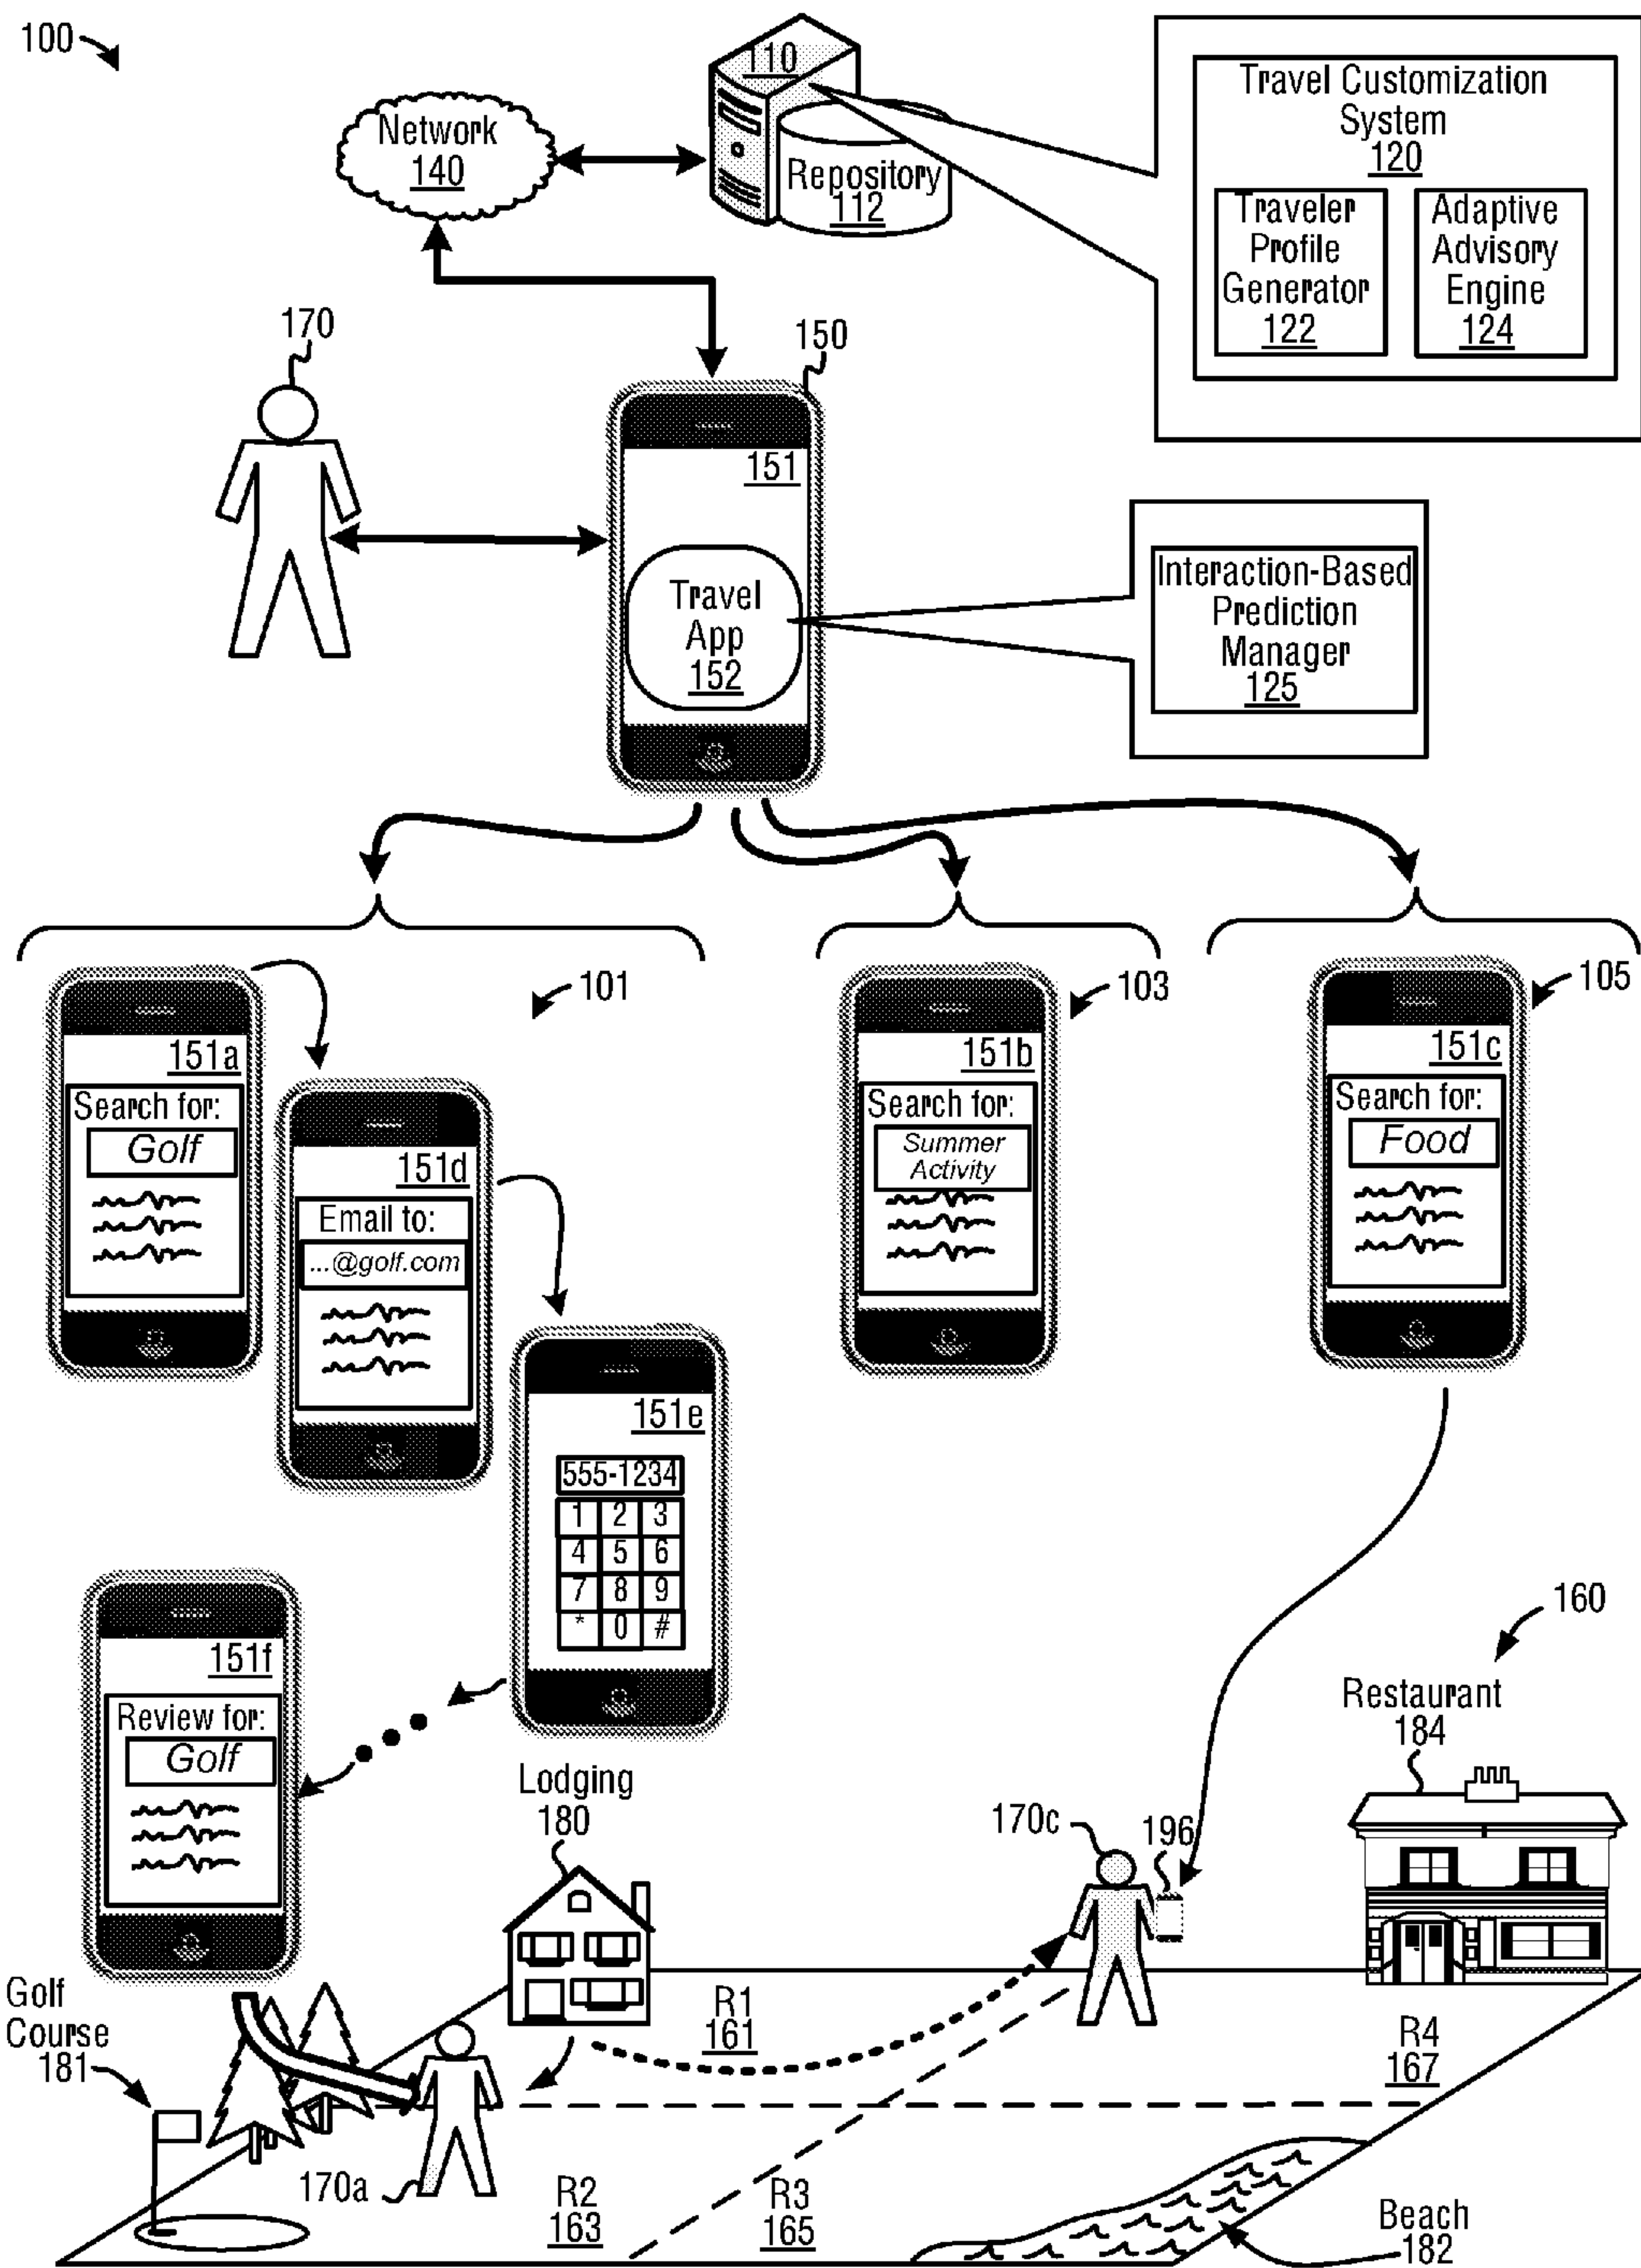 100
110
Repository
112
Network
140
Travel Customization
System
120
Traveler
Profile
Generator
122
Adaptive
Advisory
Engine
124
170
150
151
Travel
App
152
Interaction-Based
Prediction
Manager
125
101
103
105
151a
Search for:
Golf
151d
Email to:
...@golf.com
151e
555-1234
1 2 3
4 5 6
7 8 9
* 0 #
151f
Review for:
Golf
151b
Search for:
Summer
Activity
151c
Search for:
Food
160
Restaurant
184
Lodging
180
170c
196
Golf
Course
181
R1
161
R4
167
170a
R2
163
R3
165
Beach
182